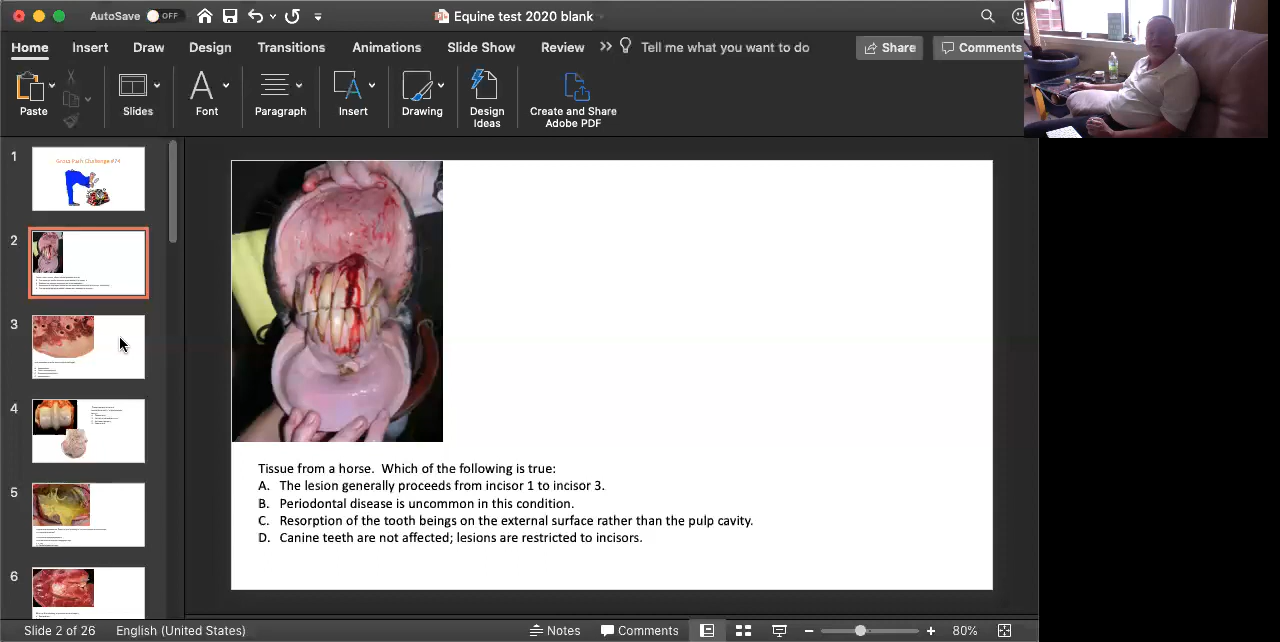 AutoSave OFF
Equine test 2020 blank
Home Insert Draw Design Transitions Animations Slide Show Review Tell me what you want to do Share Comments
Paste Slides Font Paragraph Insert Drawing Design Ideas Create and Share Adobe PDF
1
Gross Push Challenge #74
2
3
4
5
6
Tissue from a horse. Which of the following is true:
A. The lesion generally proceeds from incisor 1 to incisor 3.
B. Periodontal disease is uncommon in this condition.
C. Resorption of the tooth beings on the external surface rather than the pulp cavity.
D. Canine teeth are not affected; lesions are restricted to incisors.
Slide 2 of 26 English (United States) Notes Comments 80%